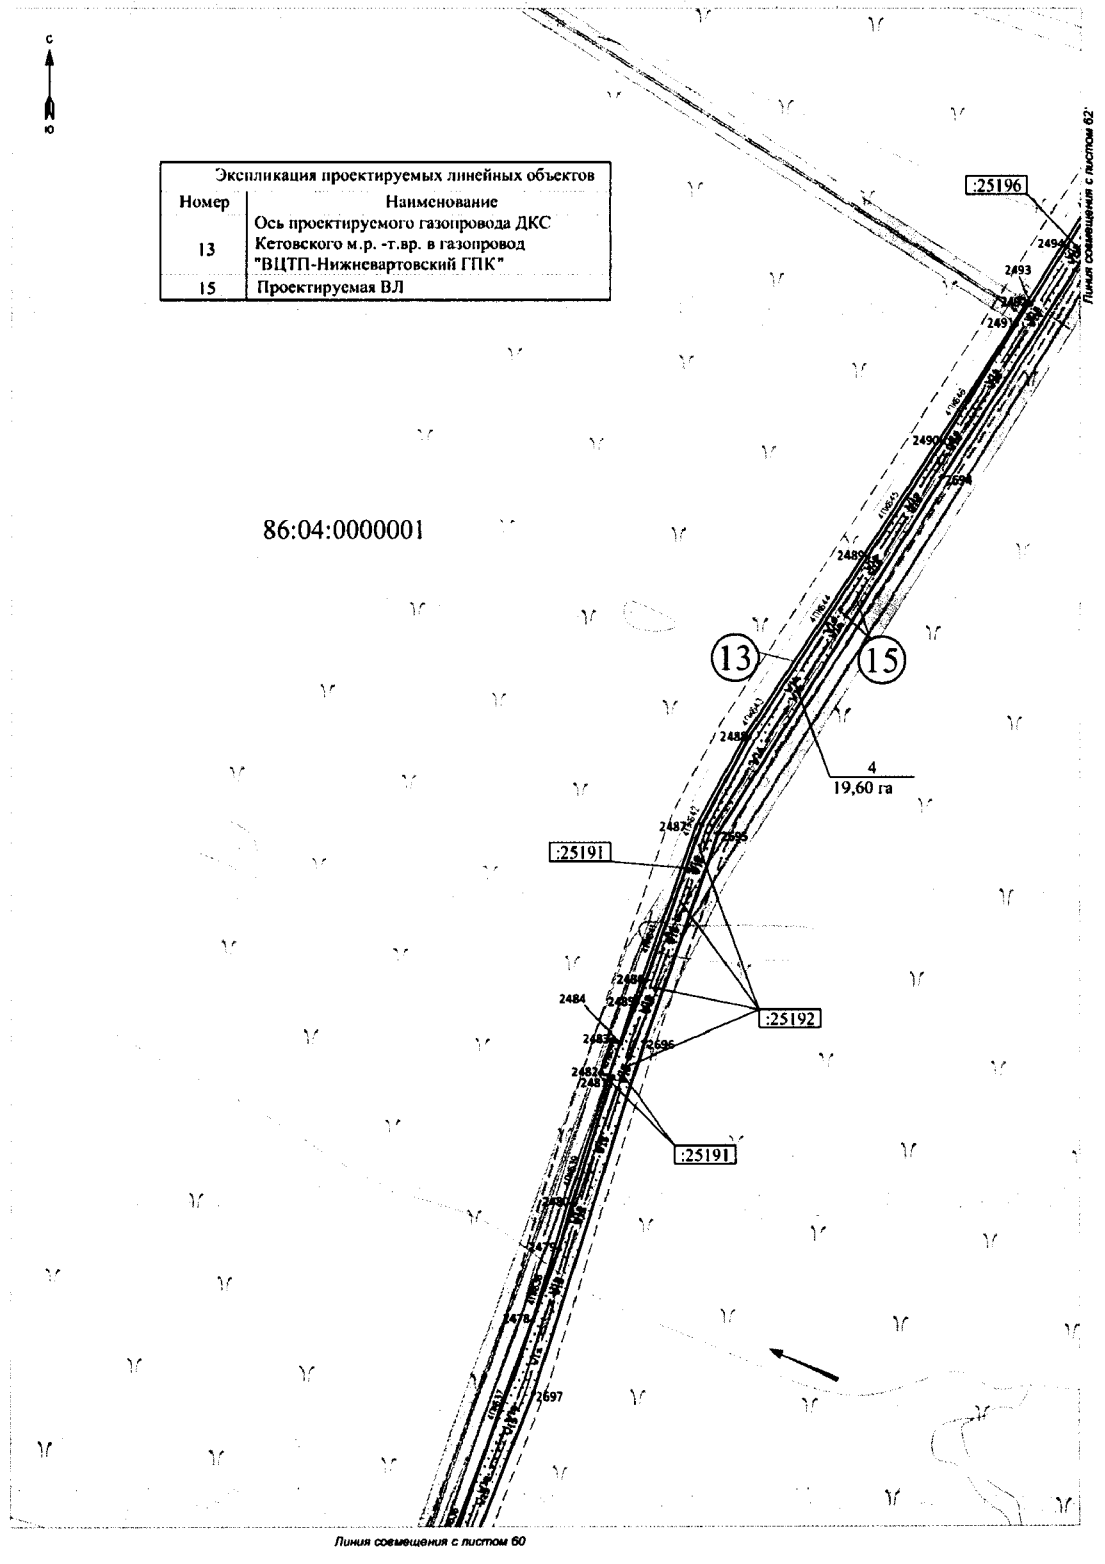 С
Ю
Экспликация проектируемых линейных объектов
Номер
Наименование
13
Ось проектируемого газопровода ДКС
Кетовского м.р. -т.вр. в газопровод
"ВЦТП-Нижневартовский ГПК"
15
Проектируемая ВЛ
Линия совмещения с листом 62
:25196
2494
2493
2491
2490
2694
86:04:0000001
2489
13
15
2488
4
19,60 га
2487
2695
:25191
2486
2485
2484
:25192
2483
2696
2482
2481
:25191
2480
2479
2478
2697
Линия совмещения с листом 60